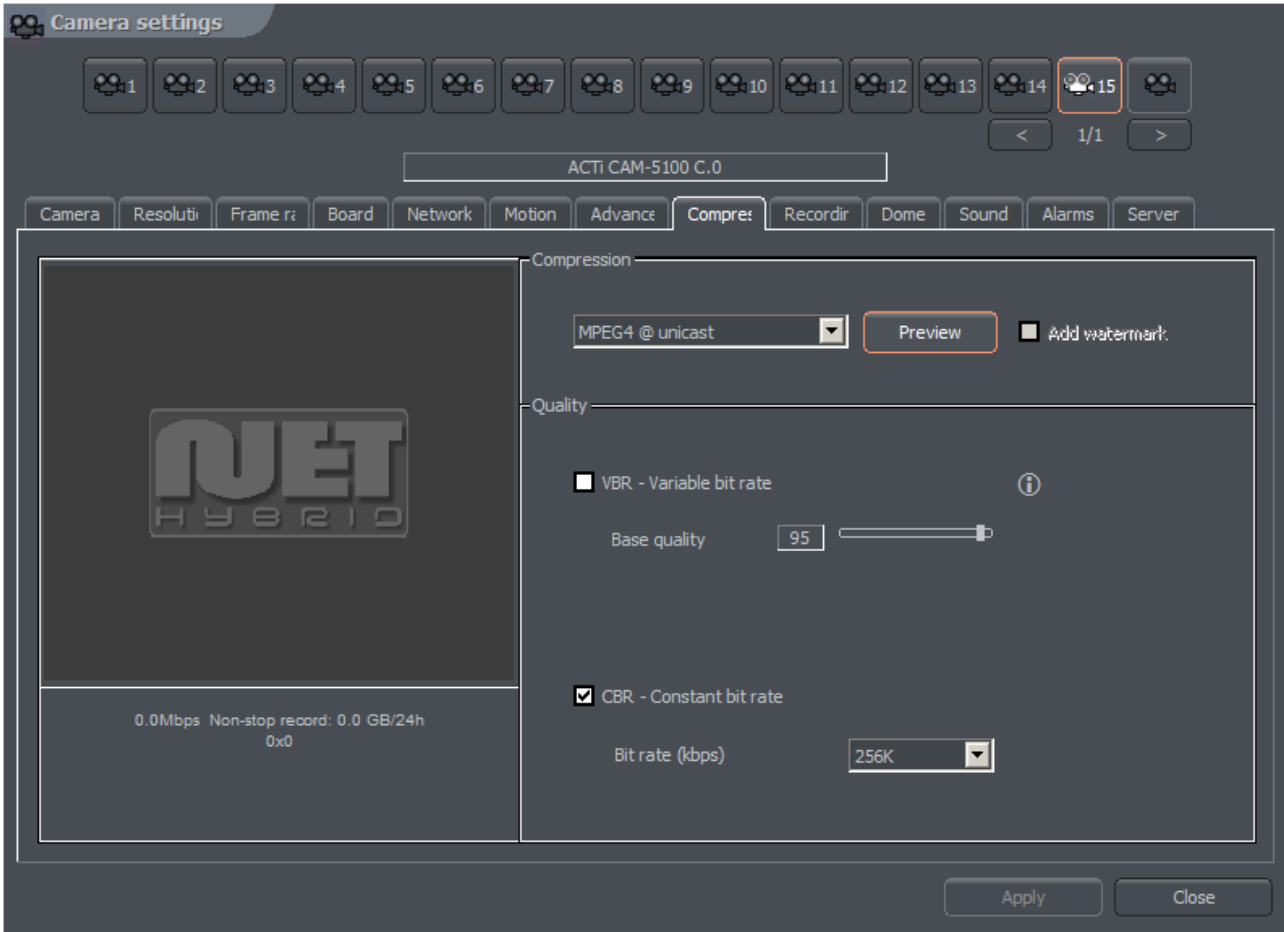 Camera settings
1 2 3 4 5 6 7 8 9 10 11 12 13 14 15
< 1/1 >
ACTi CAM-5100 C.0
Camera Resoluti Frame ra Board Network Motion Advance Compres Recordir Dome Sound Alarms Server
Compression
MPEG4 @ unicast Preview Add watermark
Quality
NET
HYBRID
VBR - Variable bit rate
Base quality 95
CBR - Constant bit rate
0.0Mbps Non-stop record: 0.0 GB/24h
0x0
Bit rate (kbps) 256K
Apply Close